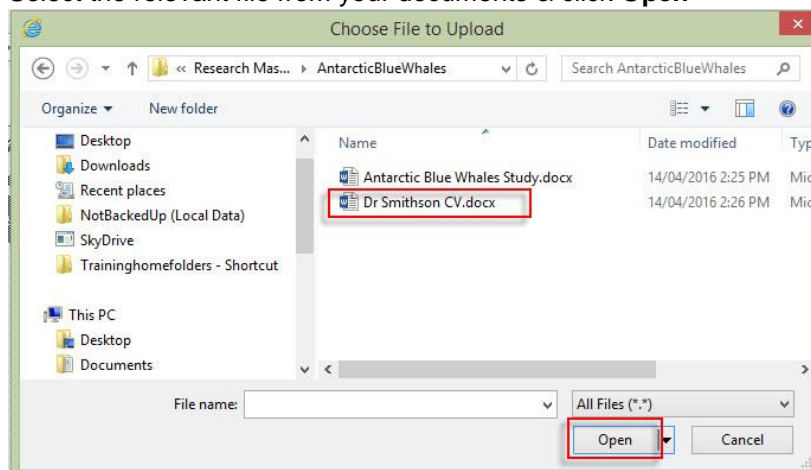 Select the relevant file from your documents & click Open
Choose File to Upload
« Research Mas... AntarcticBlueWhales Search AntarcticBlueWhales
Organize New folder
Desktop
Downloads
Recent places
NotBackedUp (Local Data)
SkyDrive
Traininghomefolders - Shortcut
This PC
Desktop
Documents
Name Date modified Typ
Antarctic Blue Whales Study.docx 14/04/2016 2:25 PM Mic
Dr Smithson CV.docx 14/04/2016 2:26 PM Mic
File name: All Files (*.*)
Open Cancel